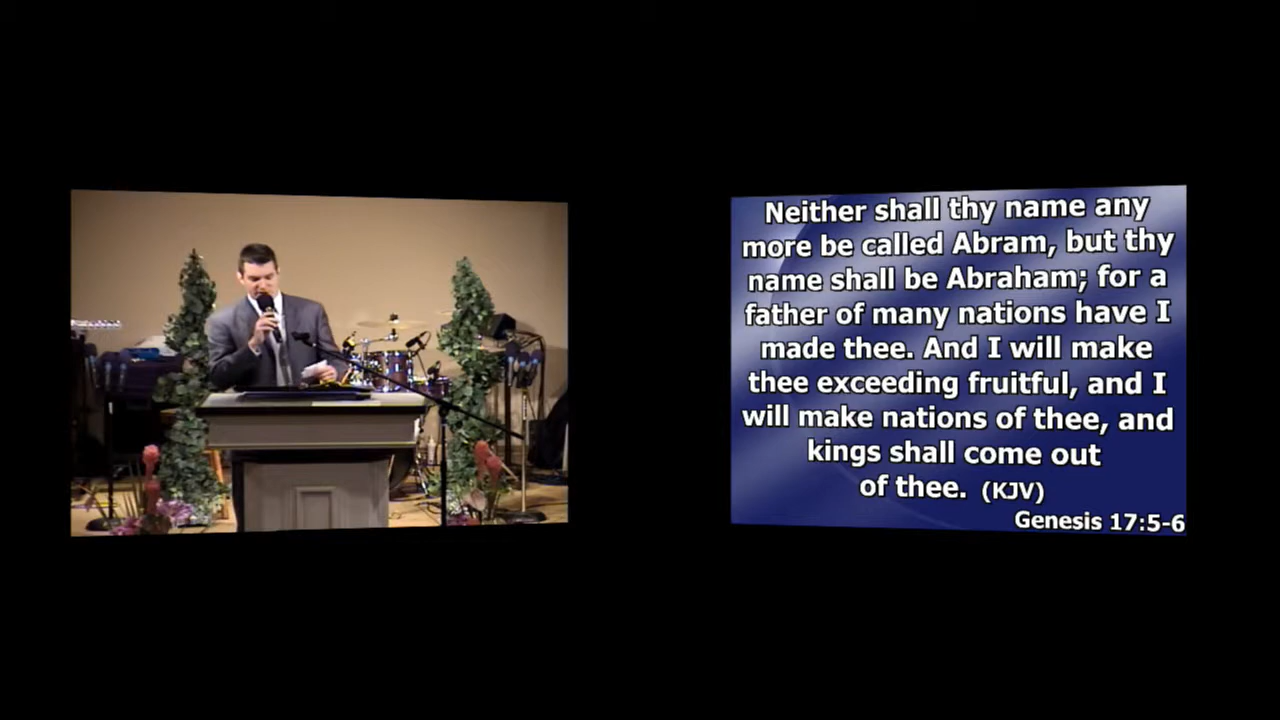 Neither shall thy name any
more be called Abram, but thy
name shall be Abraham; for a
father of many nations have I
made thee. And I will make
thee exceeding fruitful, and I
will make nations of thee, and
kings shall come out
of thee. (KJV)
Genesis 17:5-6